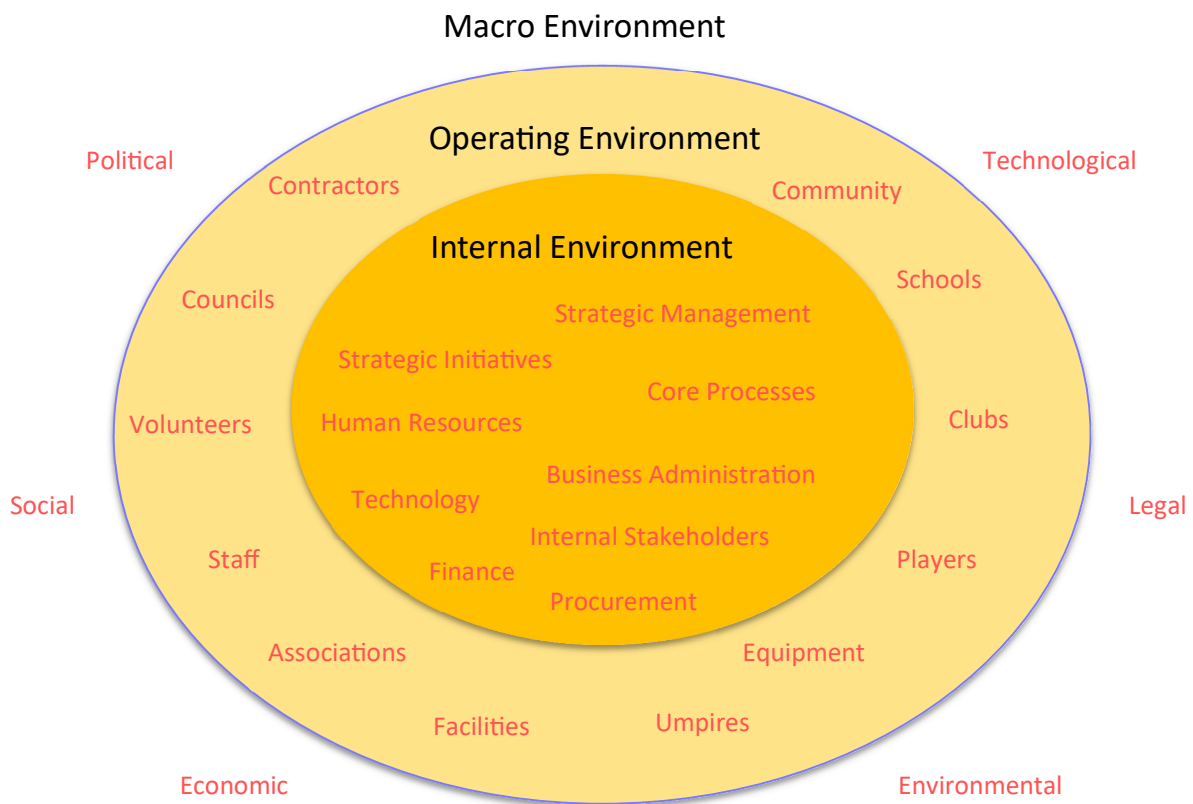 Macro Environment
Operating Environment
Political
Technological
Contractors
Community
Internal Environment
Schools
Councils
Strategic Management
Strategic Initiatives
Core Processes
Volunteers
Human Resources
Clubs
Business Administration
Technology
Social
Legal
Internal Stakeholders
Staff
Players
Finance
Procurement
Associations
Equipment
Facilities
Umpires
Economic
Environmental